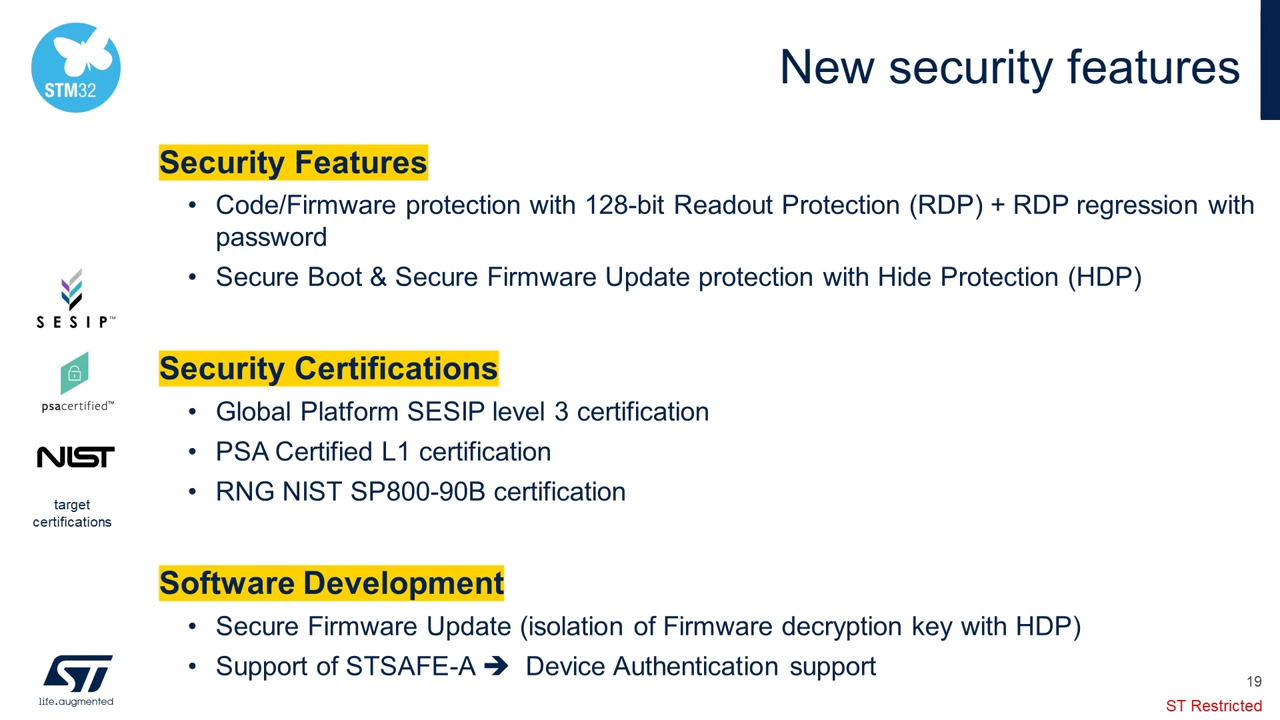 STM32
New security features
Security Features
• Code/Firmware protection with 128-bit Readout Protection (RDP) + RDP regression with
password
• Secure Boot & Secure Firmware Update protection with Hide Protection (HDP)
SESIP™
Security Certifications
psacertified™
• Global Platform SESIP level 3 certification
• PSA Certified L1 certification
NIST
• RNG NIST SP800-90B certification
target
certifications
Software Development
• Secure Firmware Update (isolation of Firmware decryption key with HDP)
• Support of STSAFE-A ➔ Device Authentication support
ST
life.augmented
19
ST Restricted